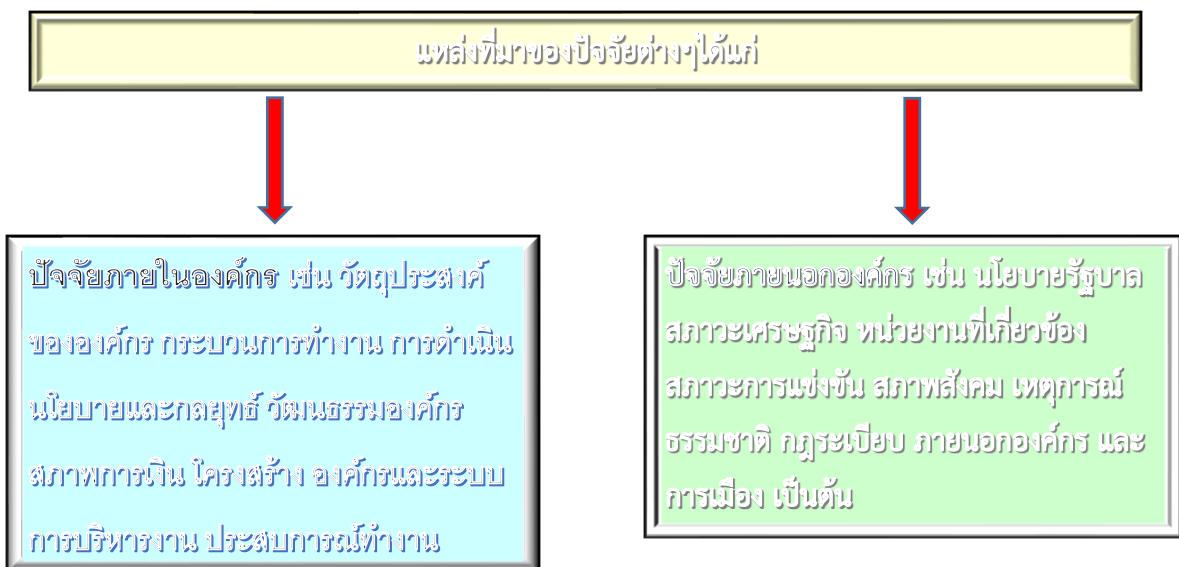 แหล่งที่มาของปัจจัยต่างๆได้แก่
ปัจจัยภายในองค์กร เช่น วัตถุประสงค์
ขององค์กร กระบวนการทำงาน การดำเนิน
นโยบายและกลยุทธ์ วัฒนธรรมองค์กร
สภาพการเงิน โครงสร้าง องค์กรและระบบ
การบริหารงาน ประสบการณ์ทำงาน
ปัจจัยภายนอกองค์กร เช่น นโยบายรัฐบาล
สภาวะเศรษฐกิจ หน่วยงานที่เกี่ยวข้อง
สภาวะการแข่งขัน สภาพสังคม เหตุการณ์
ธรรมชาติ กฎระเบียบ ภายนอกองค์กร และ
การเมือง เป็นต้น